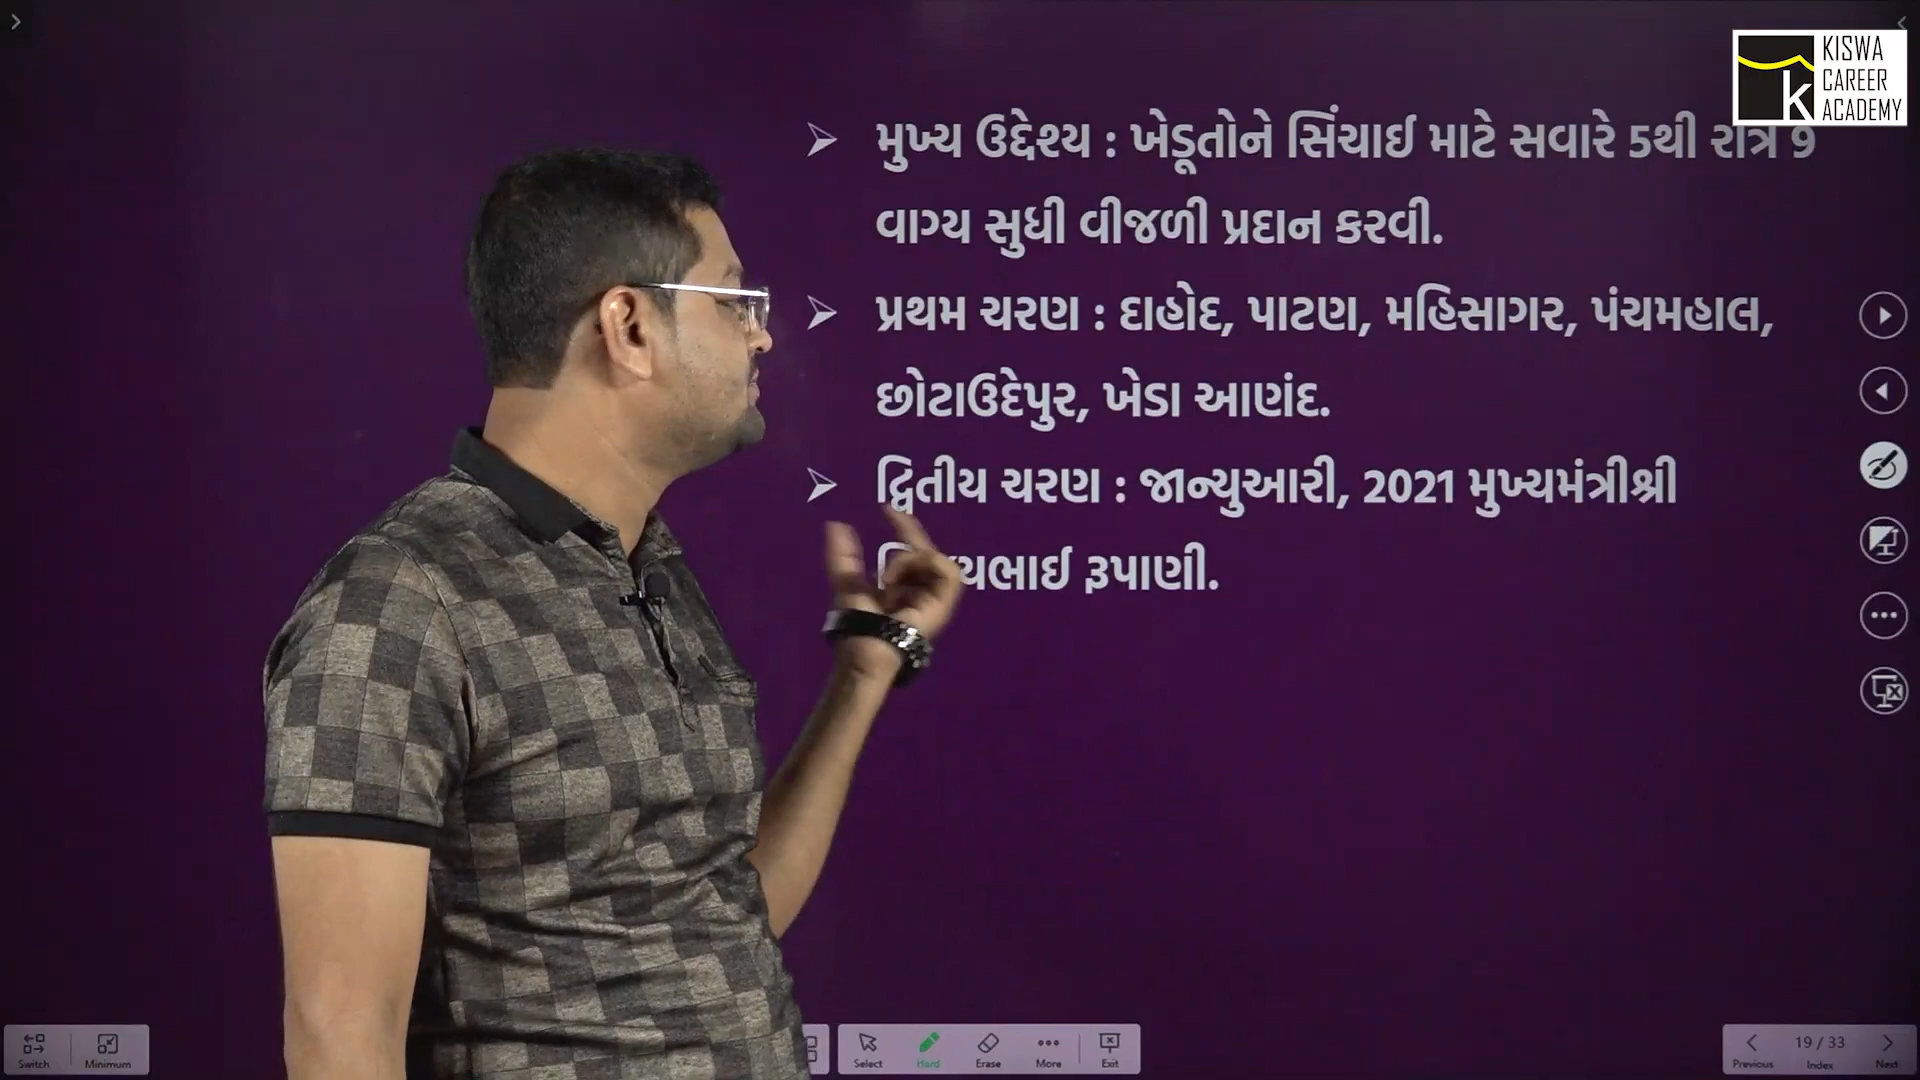 KISWA
CAREER
ACADEMY
k
મુખ્ય ઉદ્દેશ્ય : ખેડૂતોને સિંચાઈ માટે સવારે 5થી રાત્રે 9
વાગ્ય સુધી વીજળી પ્રદાન કરવી.
પ્રથમ ચરણ : દાહોદ, પાટણ, મહિસાગર, પંચમહાલ,
છોટાઉદેપુર, ખેડા આણંદ.
દ્વિતીય ચરણ : જાન્યુઆરી, 2021 મુખ્યમંત્રીશ્રી
રૂપાણી.
Switch
Minimum
Select
Hard
Erase
More
Exit
19 / 33
Previous
Index
Next